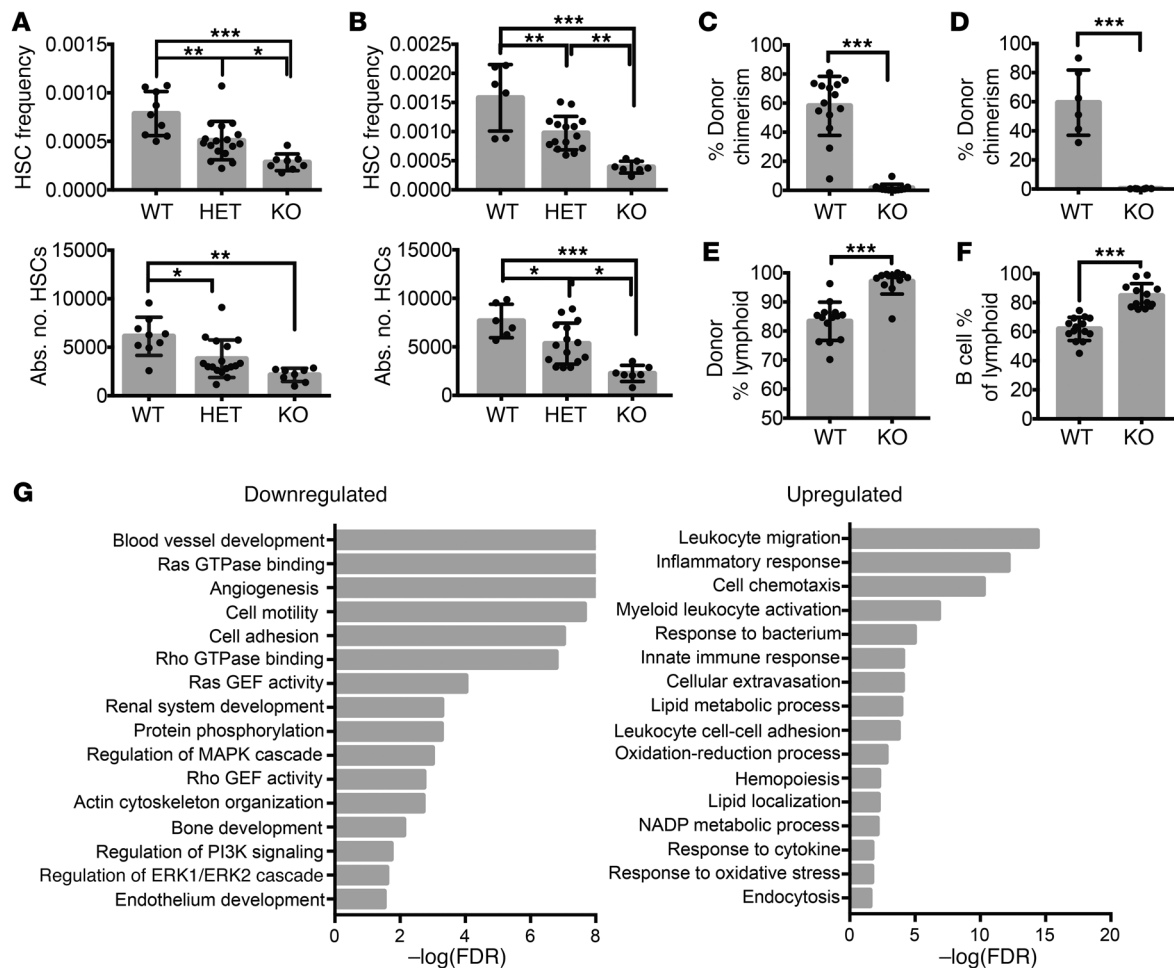 A
***
** *
HSC frequency
0.0015
0.0010
0.0005
0.0000
WT HET KO
**
*
Abs. no. HSCs
15000
10000
5000
0
WT HET KO
B
***
** **
HSC frequency
0.0025
0.0020
0.0015
0.0010
0.0005
0.0000
WT HET KO
***
* *
Abs. no. HSCs
15000
10000
5000
0
WT HET KO
C
***
% Donor
chimerism
100
80
60
40
20
0
WT KO
D
***
% Donor
chimerism
100
80
60
40
20
0
WT KO
E
***
Donor
% lymphoid
100
90
80
70
60
50
WT KO
F
***
B cell %
of lymphoid
100
80
60
40
20
0
WT KO
G
Downregulated
Blood vessel development
Ras GTPase binding
Angiogenesis
Cell motility
Cell adhesion
Rho GTPase binding
Ras GEF activity
Renal system development
Protein phosphorylation
Regulation of MAPK cascade
Rho GEF activity
Actin cytoskeleton organization
Bone development
Regulation of PI3K signaling
Regulation of ERK1/ERK2 cascade
Endothelium development
0 2 4 6 8
–log(FDR)
Upregulated
Leukocyte migration
Inflammatory response
Cell chemotaxis
Myeloid leukocyte activation
Response to bacterium
Innate immune response
Cellular extravasation
Lipid metabolic process
Leukocyte cell-cell adhesion
Oxidation-reduction process
Hemopoiesis
Lipid localization
NADP metabolic process
Response to cytokine
Response to oxidative stress
Endocytosis
0 5 10 15 20
–log(FDR)